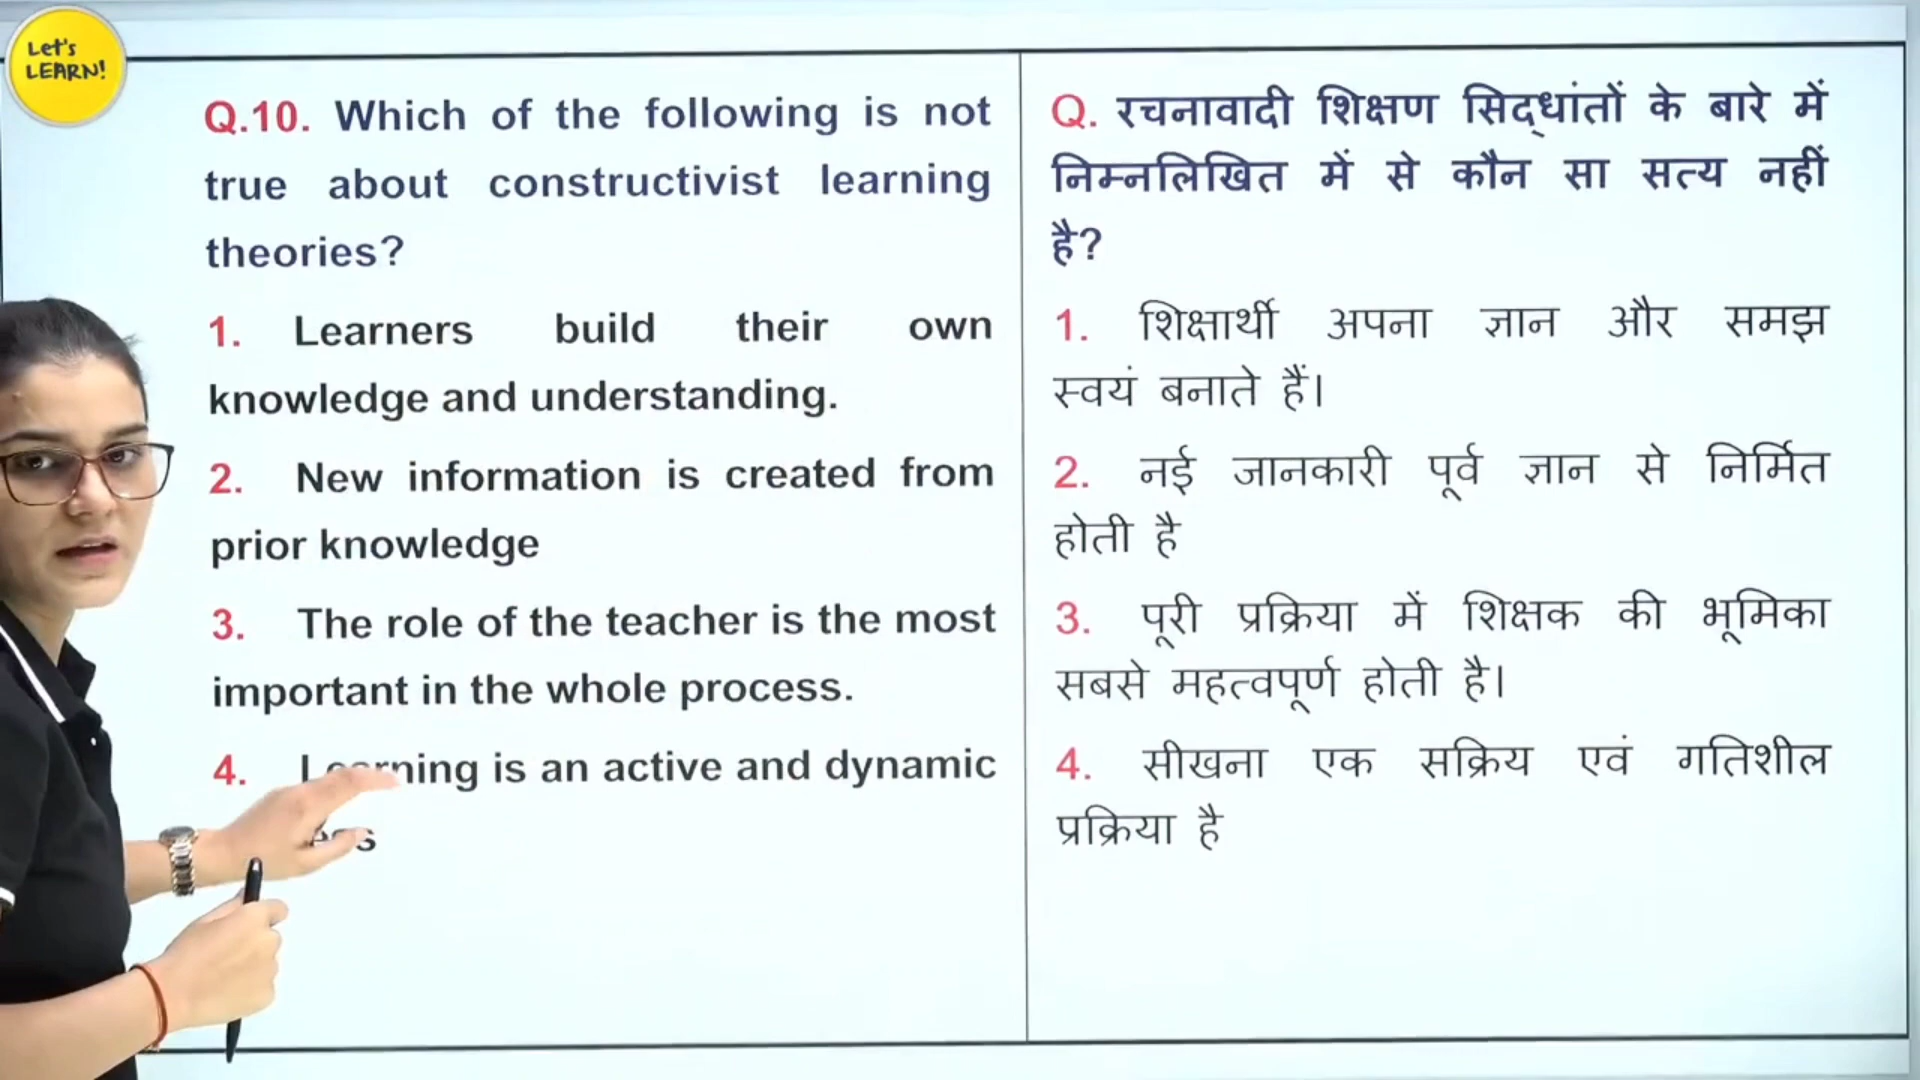 Let's
LEARN!
Q.10. Which of the following is not
true about constructivist learning
theories?
1. Learners build their own
knowledge and understanding.
2. New information is created from
prior knowledge
3. The role of the teacher is the most
important in the whole process.
4. Learning is an active and dynamic
Q. रचनावादी शिक्षण सिद्धांतों के बारे में
निम्नलिखित में से कौन सा सत्य नहीं
है?
1. शिक्षार्थी अपना ज्ञान और समझ
स्वयं बनाते हैं।
2. नई जानकारी पूर्व ज्ञान से निर्मित
होती है
3. पूरी प्रक्रिया में शिक्षक की भूमिका
सबसे महत्वपूर्ण होती है।
4. सीखना एक सक्रिय एवं गतिशील
प्रक्रिया है